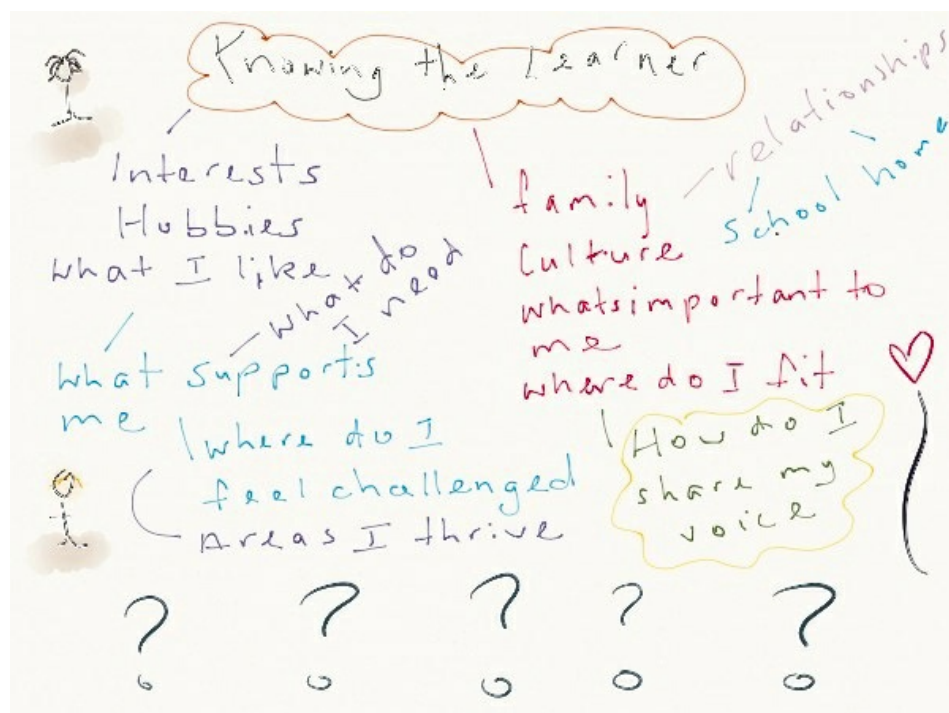 Knowing the Learner
Interests
Hobbies
what I like
what do
I need
what supports
me
where do I
feel challenged
Areas I thrive
family
Culture
whatsimportant to
me
where do I fit
relationships
School home
How do I
share my
voice
? ? ? ? ?